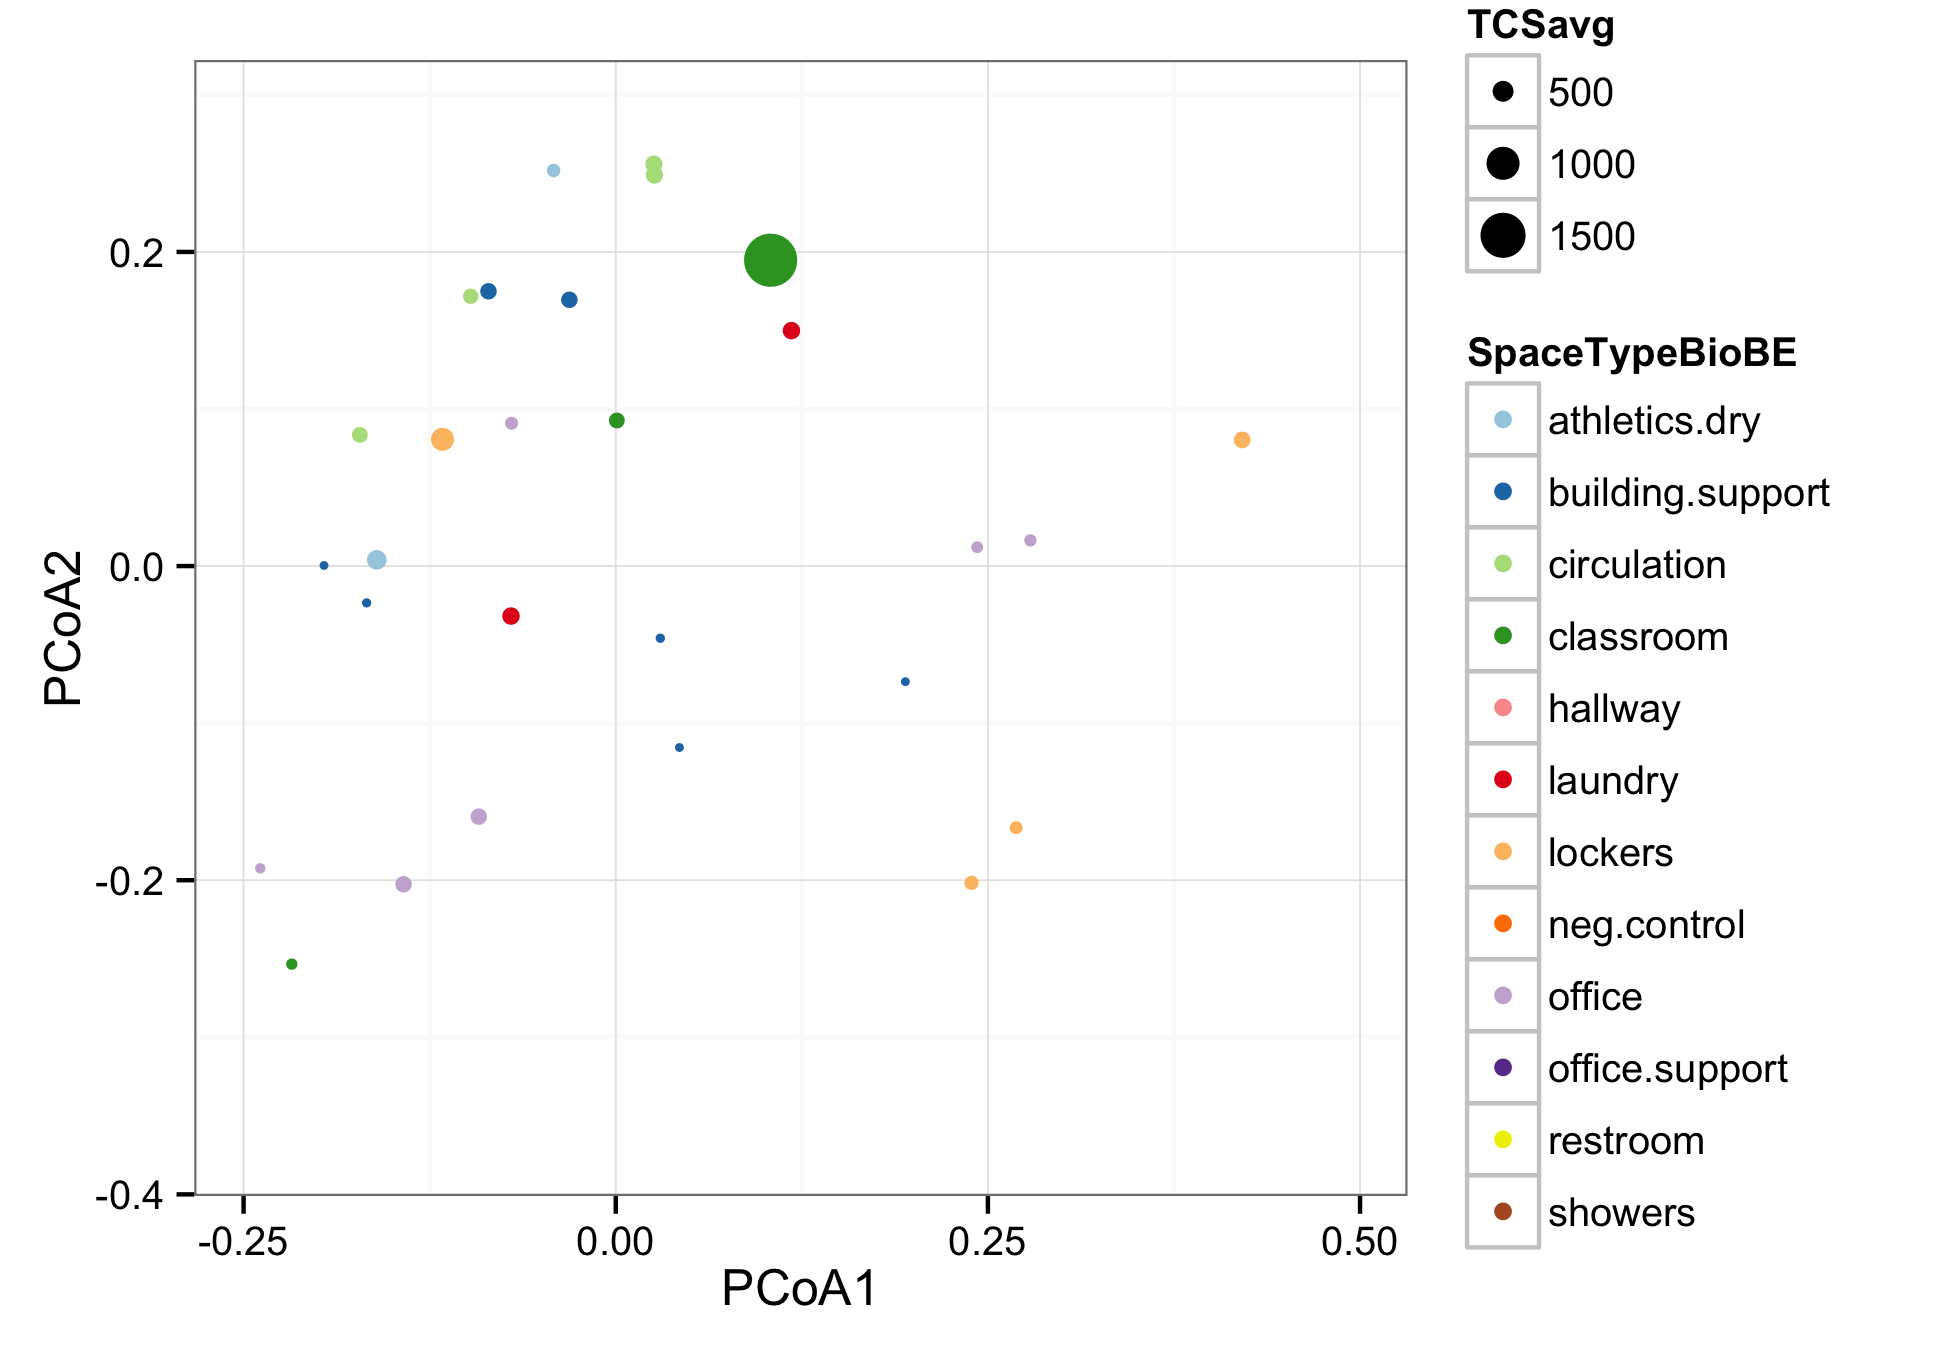 TCSavg
500
1000
1500
SpaceTypeBioBE
athletics.dry
building.support
circulation
classroom
hallway
laundry
lockers
neg.control
office
office.support
restroom
showers
PCoA2
0.2
0.0
-0.2
-0.4
-0.25 0.00 0.25 0.50
PCoA1